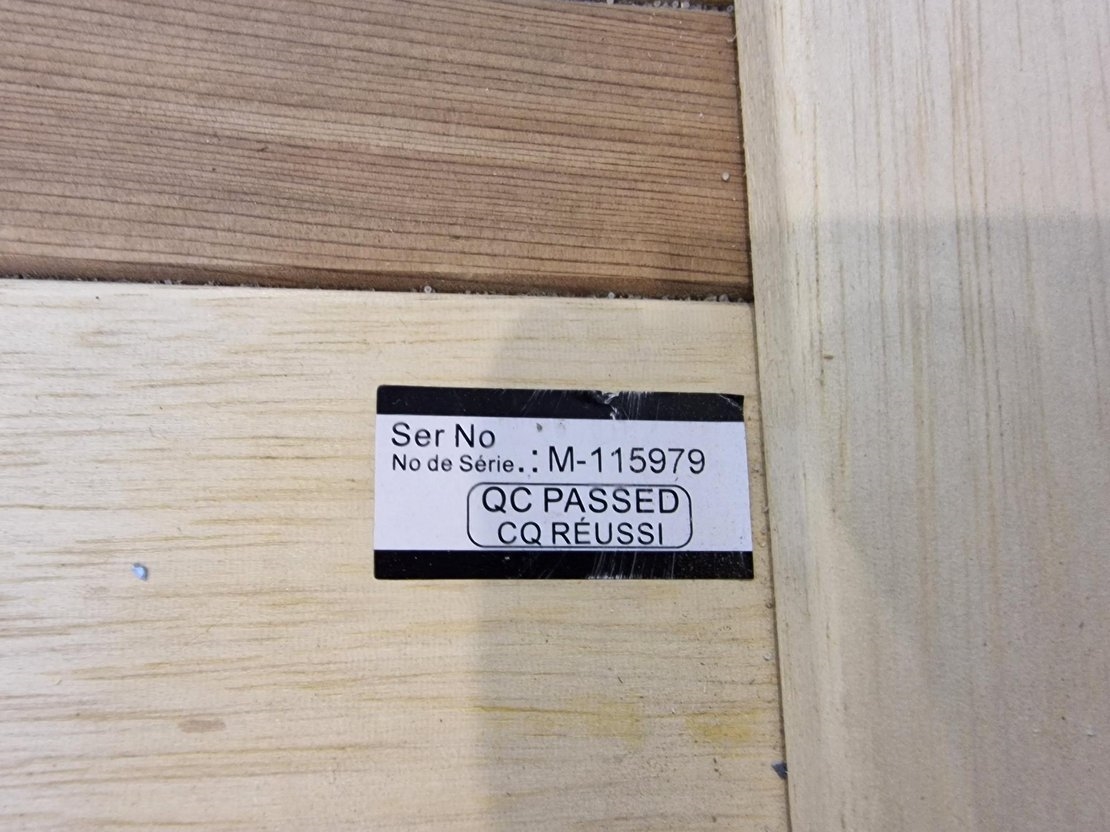 Ser No
No de Série.: M-115979
QC PASSED
CQ RÉUSSI